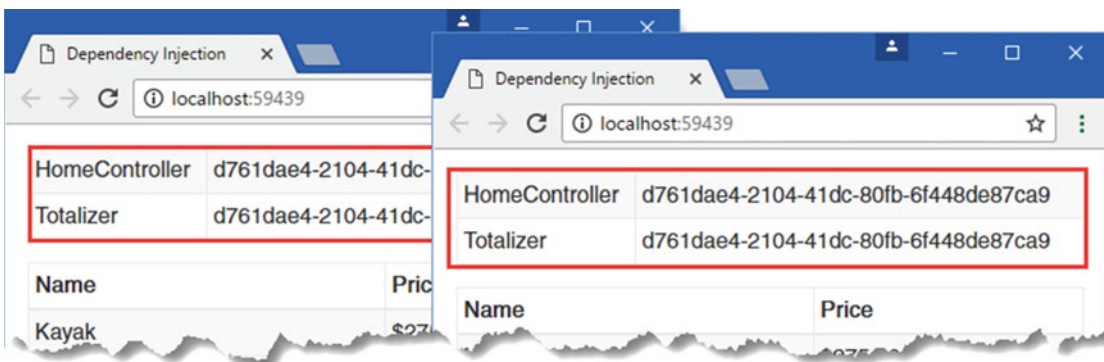 Dependency Injection
localhost:59439
HomeController d761dae4-2104-41dc-
Totalizer d761dae4-2104-41dc-
Name
Kayak
Dependency Injection
localhost:59439
HomeController d761dae4-2104-41dc-80fb-6f448de87ca9
Totalizer d761dae4-2104-41dc-80fb-6f448de87ca9
Name Price